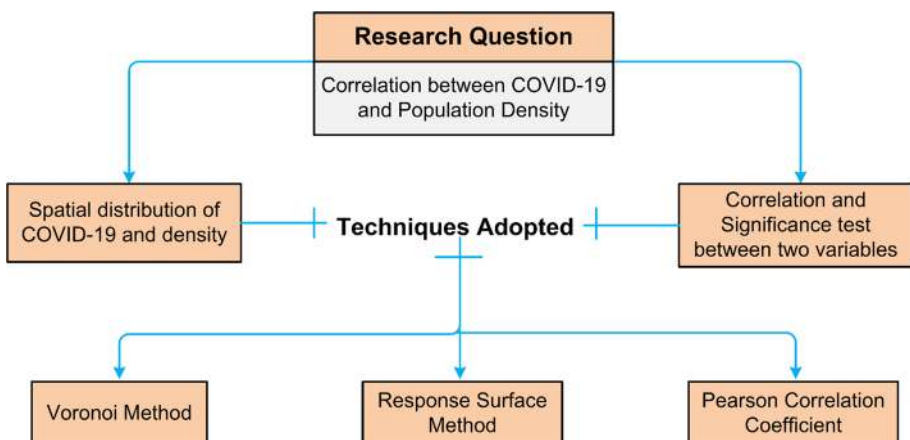 Research Question
Correlation between COVID-19
and Population Density
Spatial distribution of
COVID-19 and density
Techniques Adopted
Correlation and
Significance test
between two variables
Voronoi Method
Response Surface
Method
Pearson Correlation
Coefficient